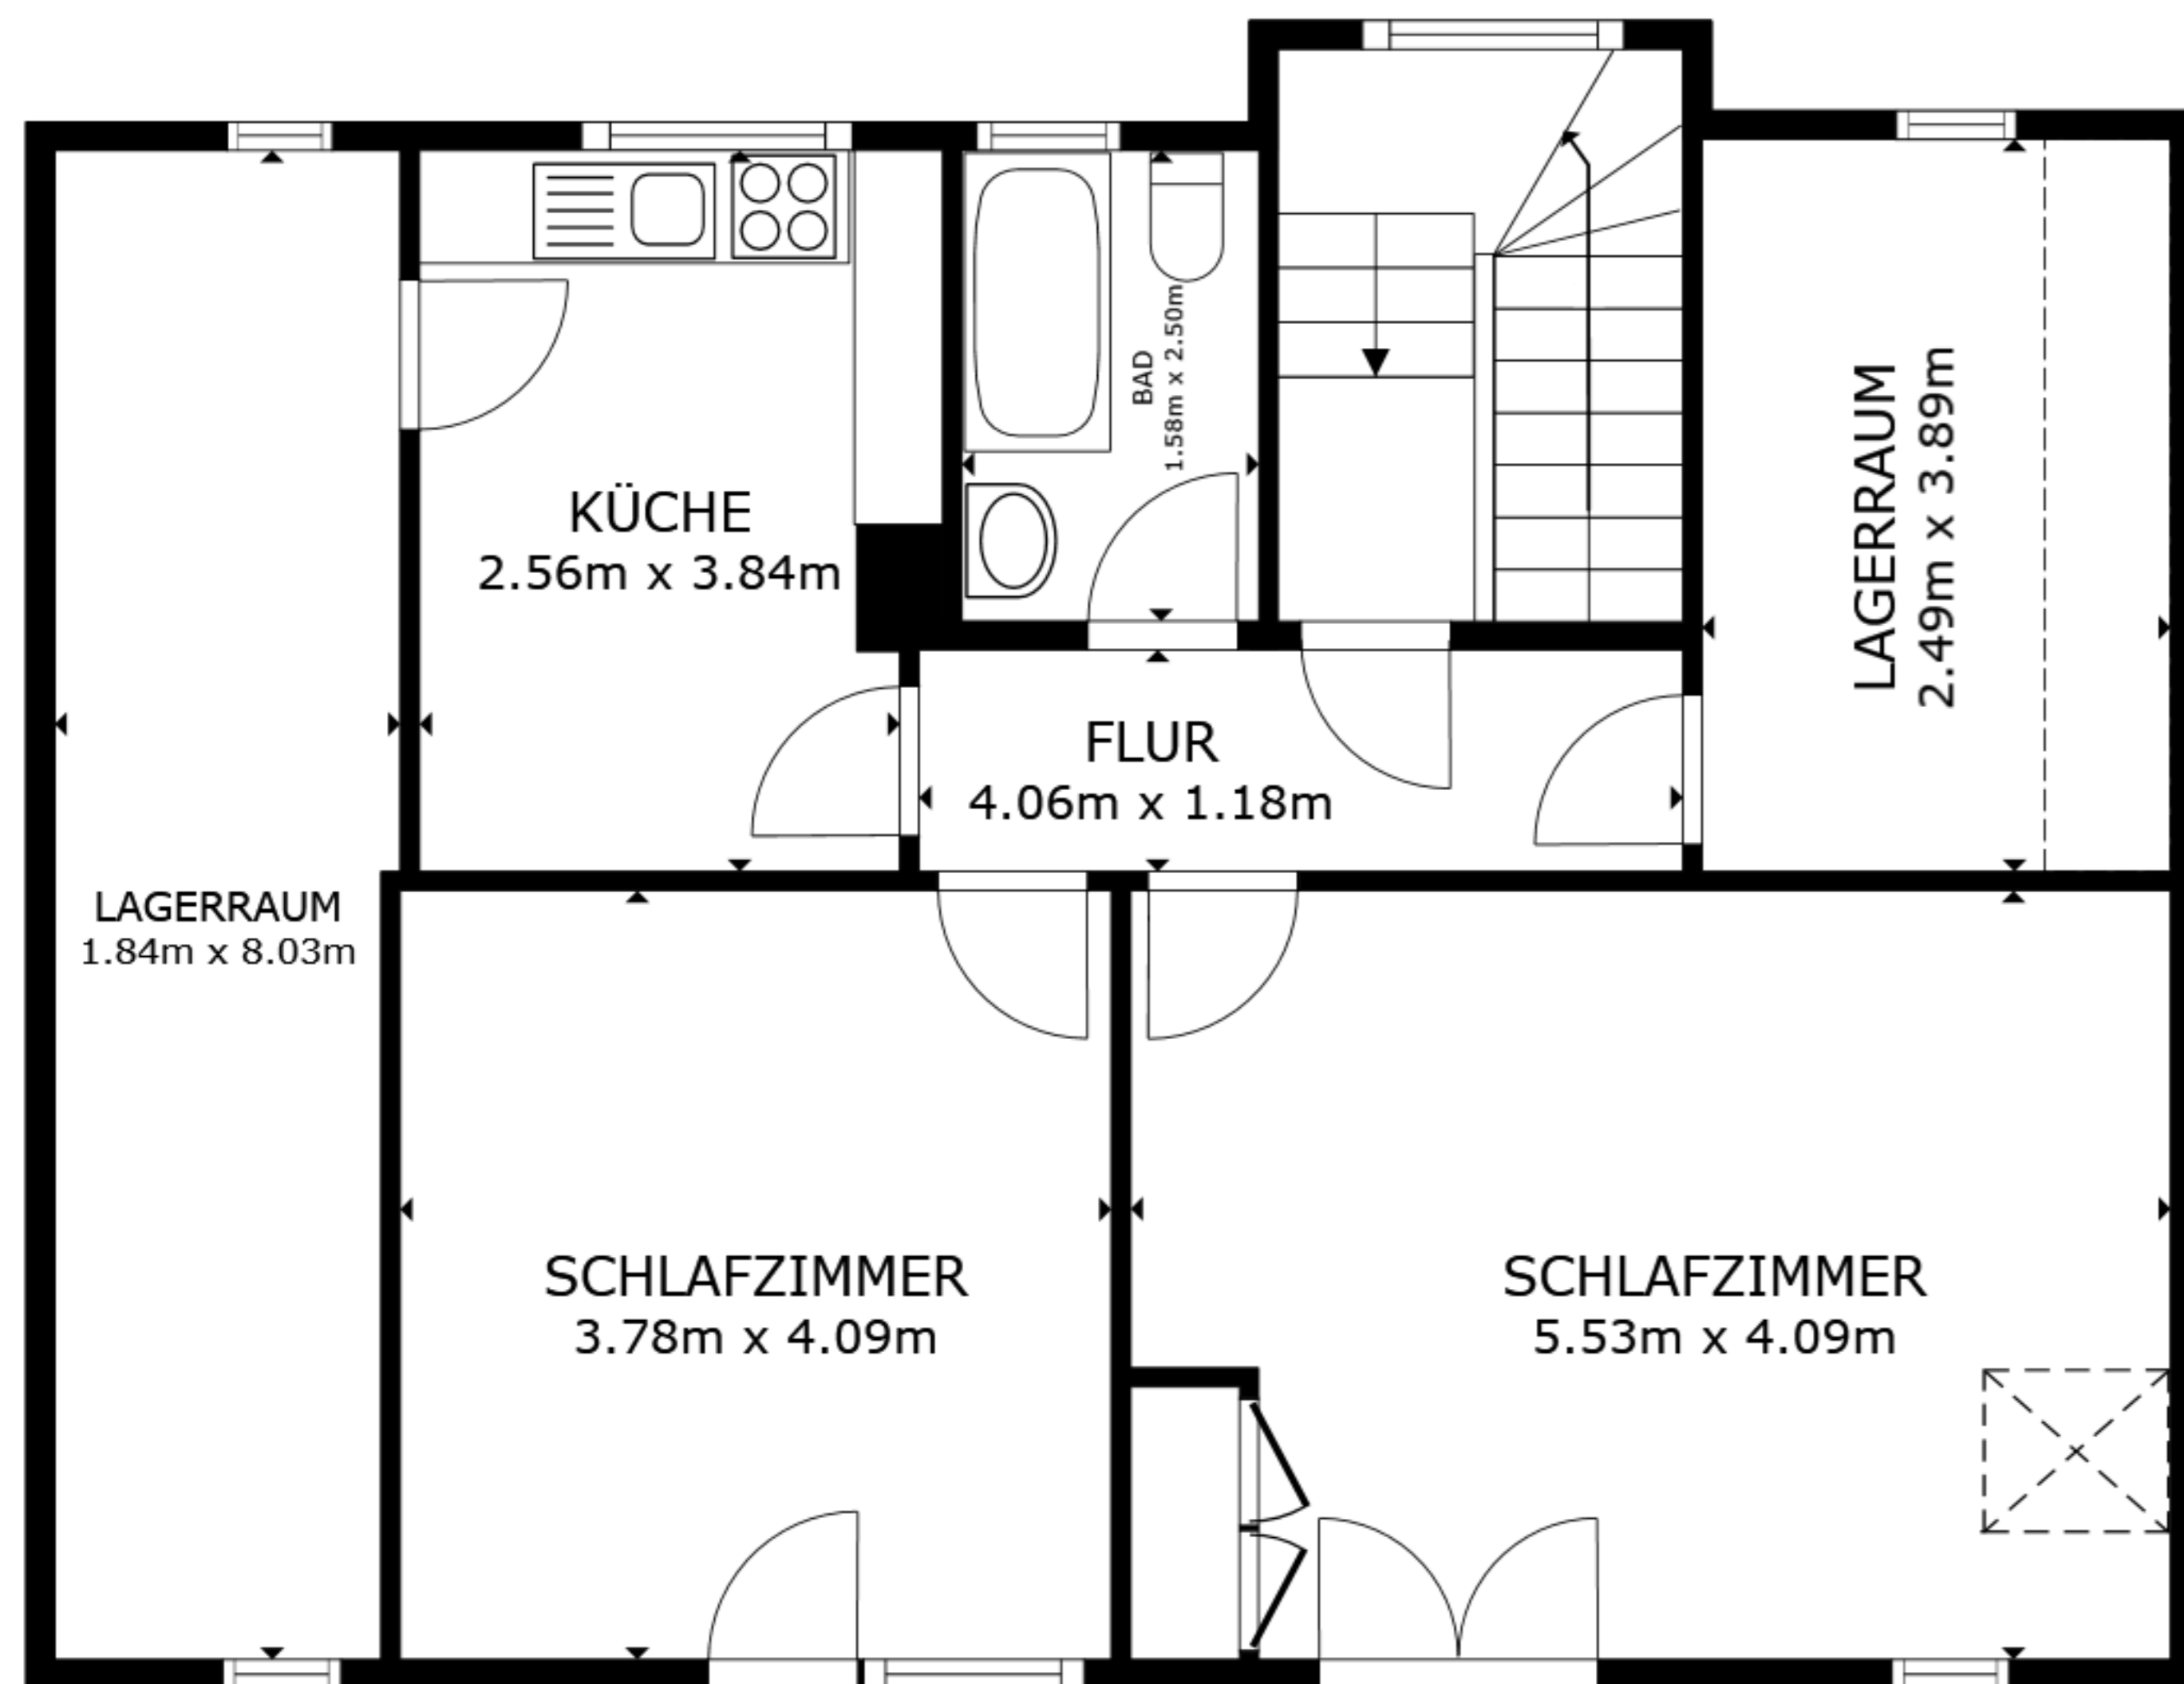 KÜCHE
2.56m x 3.84m
BAD
1.58m x 2.50m
LAGERRAUM
2.49m x 3.89m
FLUR
4.06m x 1.18m
LAGERRAUM
1.84m x 8.03m
SCHLAFZIMMER
3.78m x 4.09m
SCHLAFZIMMER
5.53m x 4.09m